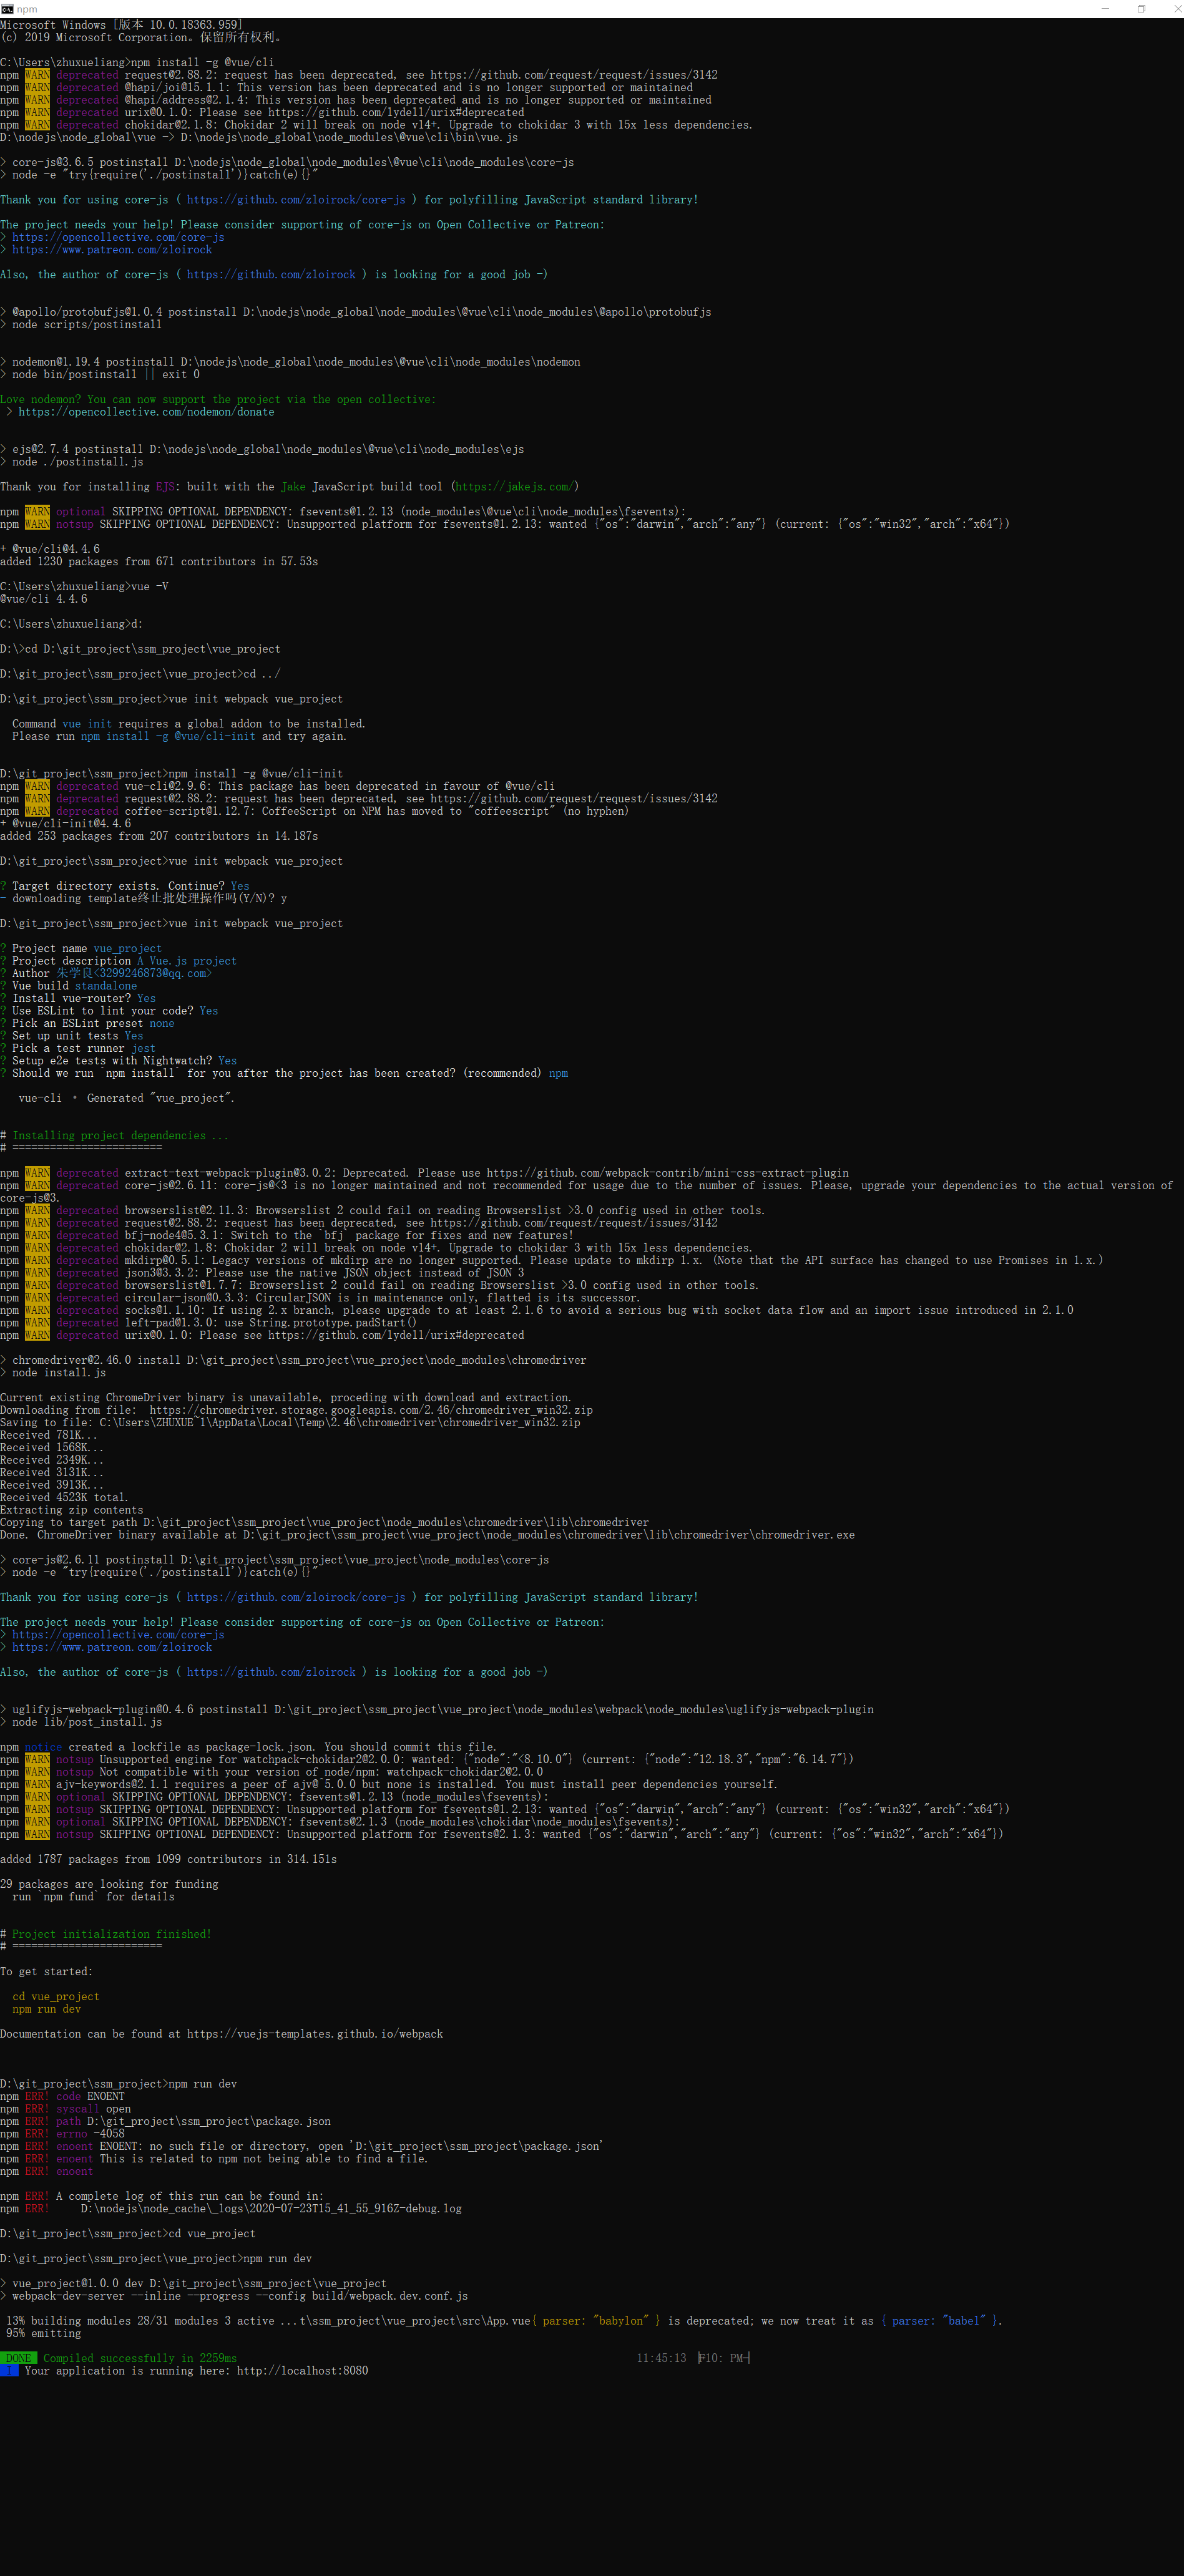 npm
Microsoft Windows [版本 10.0.18363.959]
(c) 2019 Microsoft Corporation。保留所有权利。
C:\Users\zhuxueliang>npm install -g @vue/cli
npm WARN deprecated request@2.88.2: request has been deprecated, see https://github.com/request/request/issues/3142
npm WARN deprecated @hapi/joi@15.1.1: This version has been deprecated and is no longer supported or maintained
npm WARN deprecated @hapi/address@2.1.4: This version has been deprecated and is no longer supported or maintained
npm WARN deprecated urix@0.1.0: Please see https://github.com/lydell/urix#deprecated
npm WARN deprecated chokidar@2.1.8: Chokidar 2 will break on node v14+. Upgrade to chokidar 3 with 15x less dependencies.
D:\nodejs\node_global\vue -> D:\nodejs\node_global\node_modules\@vue\cli\bin\vue.js
> core-js@3.6.5 postinstall D:\nodejs\node_global\node_modules\@vue\cli\node_modules\core-js
> node -e "try{require('./postinstall')}catch(e){}"
Thank you for using core-js ( https://github.com/zloirock/core-js ) for polyfilling JavaScript standard library!
The project needs your help! Please consider supporting of core-js on Open Collective or Patreon:
> https://opencollective.com/core-js
> https://www.patreon.com/zloirock
Also, the author of core-js ( https://github.com/zloirock ) is looking for a good job -)
> @apollo/protobufjs@1.0.4 postinstall D:\nodejs\node_global\node_modules\@vue\cli\node_modules\@apollo\protobufjs
> node scripts/postinstall
> nodemon@1.19.4 postinstall D:\nodejs\node_global\node_modules\@vue\cli\node_modules\nodemon
> node bin/postinstall || exit 0
Love nodemon? You can now support the project via the open collective:
> https://opencollective.com/nodemon/donate
> ejs@2.7.4 postinstall D:\nodejs\node_global\node_modules\@vue\cli\node_modules\ejs
> node ./postinstall.js
Thank you for installing EJS: built with the Jake JavaScript build tool (https://jakejs.com/)
npm WARN optional SKIPPING OPTIONAL DEPENDENCY: fsevents@1.2.13 (node_modules\@vue\cli\node_modules\fsevents):
npm WARN notsup SKIPPING OPTIONAL DEPENDENCY: Unsupported platform for fsevents@1.2.13: wanted {"os":"darwin","arch":"any"} (current: {"os":"win32","arch":"x64"})
+ @vue/cli@4.4.6
added 1230 packages from 671 contributors in 57.53s
C:\Users\zhuxueliang>vue -V
@vue/cli 4.4.6
C:\Users\zhuxueliang>d:
D:\>cd D:\git_project\ssm_project\vue_project
D:\git_project\ssm_project\vue_project>cd ../
D:\git_project\ssm_project>vue init webpack vue_project
Command vue init requires a global addon to be installed.
Please run npm install -g @vue/cli-init and try again.
D:\git_project\ssm_project>npm install -g @vue/cli-init
npm WARN deprecated vue-cli@2.9.6: This package has been deprecated in favour of @vue/cli
npm WARN deprecated request@2.88.2: request has been deprecated, see https://github.com/request/request/issues/3142
npm WARN deprecated coffee-script@1.12.7: CoffeeScript on NPM has moved to "coffeescript" (no hyphen)
+ @vue/cli-init@4.4.6
added 253 packages from 207 contributors in 14.187s
D:\git_project\ssm_project>vue init webpack vue_project
? Target directory exists. Continue? Yes
- downloading template终止批处理操作吗(Y/N)? y
D:\git_project\ssm_project>vue init webpack vue_project
? Project name vue_project
? Project description A Vue.js project
? Author 朱学良<3299246873@qq.com>
? Vue build standalone
? Install vue-router? Yes
? Use ESLint to lint your code? Yes
? Pick an ESLint preset none
? Set up unit tests Yes
? Pick a test runner jest
? Setup e2e tests with Nightwatch? Yes
? Should we run `npm install` for you after the project has been created? (recommended) npm
vue-cli · Generated "vue_project".
# Installing project dependencies ...
# ========================
npm WARN deprecated extract-text-webpack-plugin@3.0.2: Deprecated. Please use https://github.com/webpack-contrib/mini-css-extract-plugin
npm WARN deprecated core-js@2.6.11: core-js@<3 is no longer maintained and not recommended for usage due to the number of issues. Please, upgrade your dependencies to the actual version of
core-js@3.
npm WARN deprecated browserslist@2.11.3: Browserslist 2 could fail on reading Browserslist >3.0 config used in other tools.
npm WARN deprecated request@2.88.2: request has been deprecated, see https://github.com/request/request/issues/3142
npm WARN deprecated bfj-node4@5.3.1: Switch to the `bfj` package for fixes and new features!
npm WARN deprecated chokidar@2.1.8: Chokidar 2 will break on node v14+. Upgrade to chokidar 3 with 15x less dependencies.
npm WARN deprecated mkdirp@0.5.1: Legacy versions of mkdirp are no longer supported. Please update to mkdirp 1.x. (Note that the API surface has changed to use Promises in 1.x.)
npm WARN deprecated json3@3.3.2: Please use the native JSON object instead of JSON 3
npm WARN deprecated browserslist@1.7.7: Browserslist 2 could fail on reading Browserslist >3.0 config used in other tools.
npm WARN deprecated circular-json@0.3.3: CircularJSON is in maintenance only, flatted is its successor.
npm WARN deprecated socks@1.1.10: If using 2.x branch, please upgrade to at least 2.1.6 to avoid a serious bug with socket data flow and an import issue introduced in 2.1.0
npm WARN deprecated left-pad@1.3.0: use String.prototype.padStart()
npm WARN deprecated urix@0.1.0: Please see https://github.com/lydell/urix#deprecated
> chromedriver@2.46.0 install D:\git_project\ssm_project\vue_project\node_modules\chromedriver
> node install.js
Current existing ChromeDriver binary is unavailable, proceding with download and extraction.
Downloading from file:  https://chromedriver.storage.googleapis.com/2.46/chromedriver_win32.zip
Saving to file: C:\Users\ZHUXUE~1\AppData\Local\Temp\2.46\chromedriver\chromedriver_win32.zip
Received 781K...
Received 1568K...
Received 2349K...
Received 3131K...
Received 3913K...
Received 4523K total.
Extracting zip contents
Copying to target path D:\git_project\ssm_project\vue_project\node_modules\chromedriver\lib\chromedriver
Done. ChromeDriver binary available at D:\git_project\ssm_project\vue_project\node_modules\chromedriver\lib\chromedriver\chromedriver.exe
> core-js@2.6.11 postinstall D:\git_project\ssm_project\vue_project\node_modules\core-js
> node -e "try{require('./postinstall')}catch(e){}"
Thank you for using core-js ( https://github.com/zloirock/core-js ) for polyfilling JavaScript standard library!
The project needs your help! Please consider supporting of core-js on Open Collective or Patreon:
> https://opencollective.com/core-js
> https://www.patreon.com/zloirock
Also, the author of core-js ( https://github.com/zloirock ) is looking for a good job -)
> uglifyjs-webpack-plugin@0.4.6 postinstall D:\git_project\ssm_project\vue_project\node_modules\webpack\node_modules\uglifyjs-webpack-plugin
> node lib/post_install.js
npm notice created a lockfile as package-lock.json. You should commit this file.
npm WARN notsup Unsupported engine for watchpack-chokidar2@2.0.0: wanted: {"node":"<8.10.0"} (current: {"node":"12.18.3","npm":"6.14.7"})
npm WARN notsup Not compatible with your version of node/npm: watchpack-chokidar2@2.0.0
npm WARN ajv-keywords@2.1.1 requires a peer of ajv@^5.0.0 but none is installed. You must install peer dependencies yourself.
npm WARN optional SKIPPING OPTIONAL DEPENDENCY: fsevents@1.2.13 (node_modules\fsevents):
npm WARN notsup SKIPPING OPTIONAL DEPENDENCY: Unsupported platform for fsevents@1.2.13: wanted {"os":"darwin","arch":"any"} (current: {"os":"win32","arch":"x64"})
npm WARN optional SKIPPING OPTIONAL DEPENDENCY: fsevents@2.1.3 (node_modules\chokidar\node_modules\fsevents):
npm WARN notsup SKIPPING OPTIONAL DEPENDENCY: Unsupported platform for fsevents@2.1.3: wanted {"os":"darwin","arch":"any"} (current: {"os":"win32","arch":"x64"})
added 1787 packages from 1099 contributors in 314.151s
29 packages are looking for funding
run `npm fund` for details
# Project initialization finished!
# ========================
To get started:
cd vue_project
npm run dev
Documentation can be found at https://vuejs-templates.github.io/webpack
D:\git_project\ssm_project>npm run dev
npm ERR! code ENOENT
npm ERR! syscall open
npm ERR! path D:\git_project\ssm_project\package.json
npm ERR! errno -4058
npm ERR! enoent ENOENT: no such file or directory, open 'D:\git_project\ssm_project\package.json'
npm ERR! enoent This is related to npm not being able to find a file.
npm ERR! enoent
npm ERR! A complete log of this run can be found in:
npm ERR!     D:\nodejs\node_cache\_logs\2020-07-23T15_41_55_916Z-debug.log
D:\git_project\ssm_project>cd vue_project
D:\git_project\ssm_project\vue_project>npm run dev
> vue_project@1.0.0 dev D:\git_project\ssm_project\vue_project
> webpack-dev-server --inline --progress --config build/webpack.dev.conf.js
13% building modules 28/31 modules 3 active ...t\ssm_project\vue_project\src\App.vue{ parser: "babylon" } is deprecated; we now treat it as { parser: "babel" }.
95% emitting
DONE Compiled successfully in 2259ms 11:45:13 F10: PM
I Your application is running here: http://localhost:8080